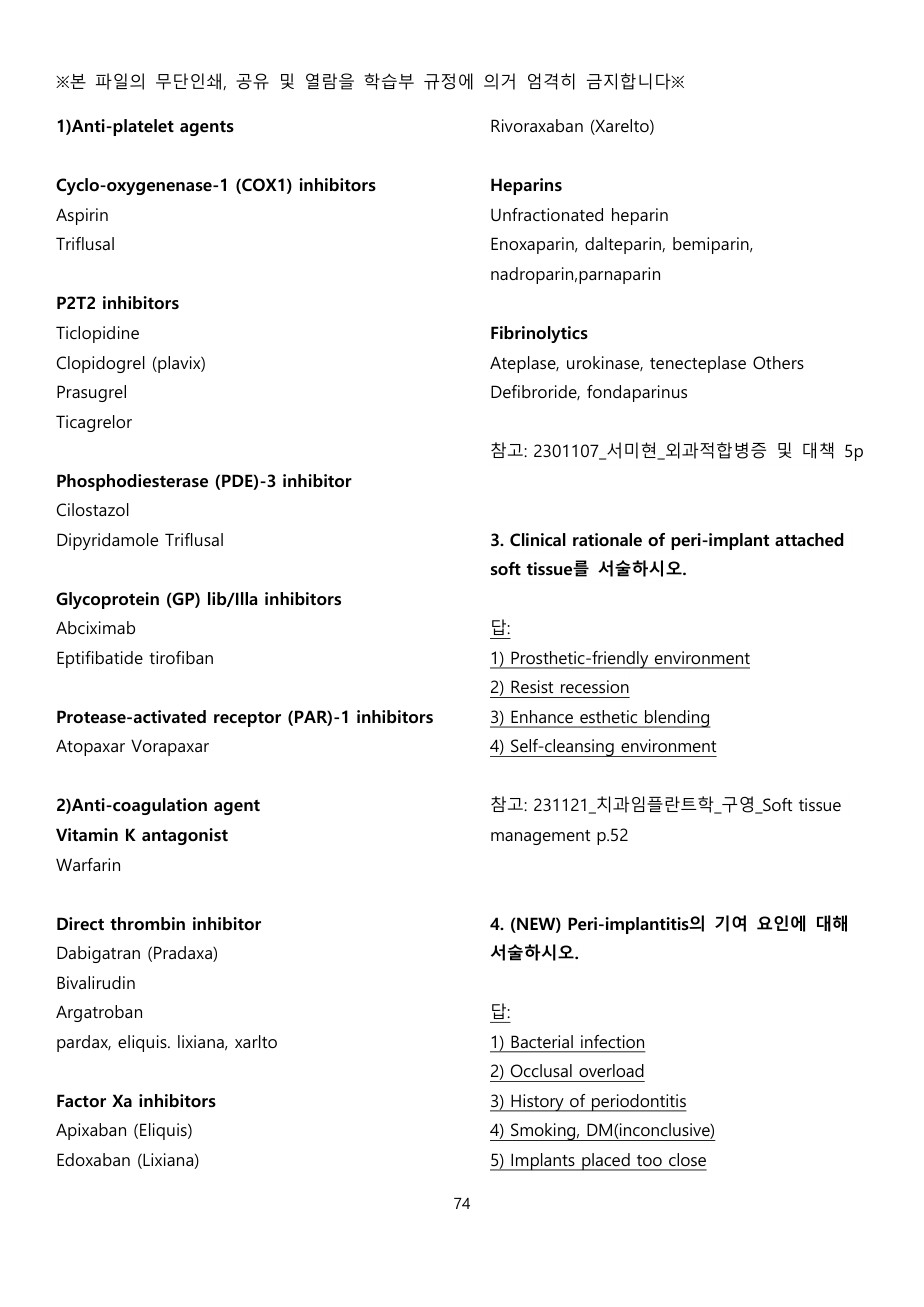 ※본 파일의 무단인쇄, 공유 및 열람을 학습부 규정에 의거 엄격히 금지합니다※
1)Anti-platelet agents
Cyclo-oxygenenase-1 (COX1) inhibitors
Aspirin
Triflusal
P2T2 inhibitors
Ticlopidine
Clopidogrel (plavix)
Prasugrel
Ticagrelor
Phosphodiesterase (PDE)-3 inhibitor
Cilostazol
Dipyridamole Triflusal
Glycoprotein (GP) lib/Illa inhibitors
Abciximab
Eptifibatide tirofiban
Protease-activated receptor (PAR)-1 inhibitors
Atopaxar Vorapaxar
2)Anti-coagulation agent
Vitamin K antagonist
Warfarin
Direct thrombin inhibitor
Dabigatran (Pradaxa)
Bivalirudin
Argatroban
pardax, eliquis. lixiana, xarlto
Factor Xa inhibitors
Apixaban (Eliquis)
Edoxaban (Lixiana)
Rivoraxaban (Xarelto)
Heparins
Unfractionated heparin
Enoxaparin, dalteparin, bemiparin,
nadroparin,parnaparin
Fibrinolytics
Ateplase, urokinase, tenecteplase Others
Defibroride, fondaparinus
참고: 2301107_서미현_외과적합병증 및 대책 5p
3. Clinical rationale of peri-implant attached
soft tissue를 서술하시오.
답:
1) Prosthetic-friendly environment
2) Resist recession
3) Enhance esthetic blending
4) Self-cleansing environment
참고: 231121_치과임플란트학_구영_Soft tissue
management p.52
4. (NEW) Peri-implantitis의 기여 요인에 대해
서술하시오.
답:
1) Bacterial infection
2) Occlusal overload
3) History of periodontitis
4) Smoking, DM(inconclusive)
5) Implants placed too close
74